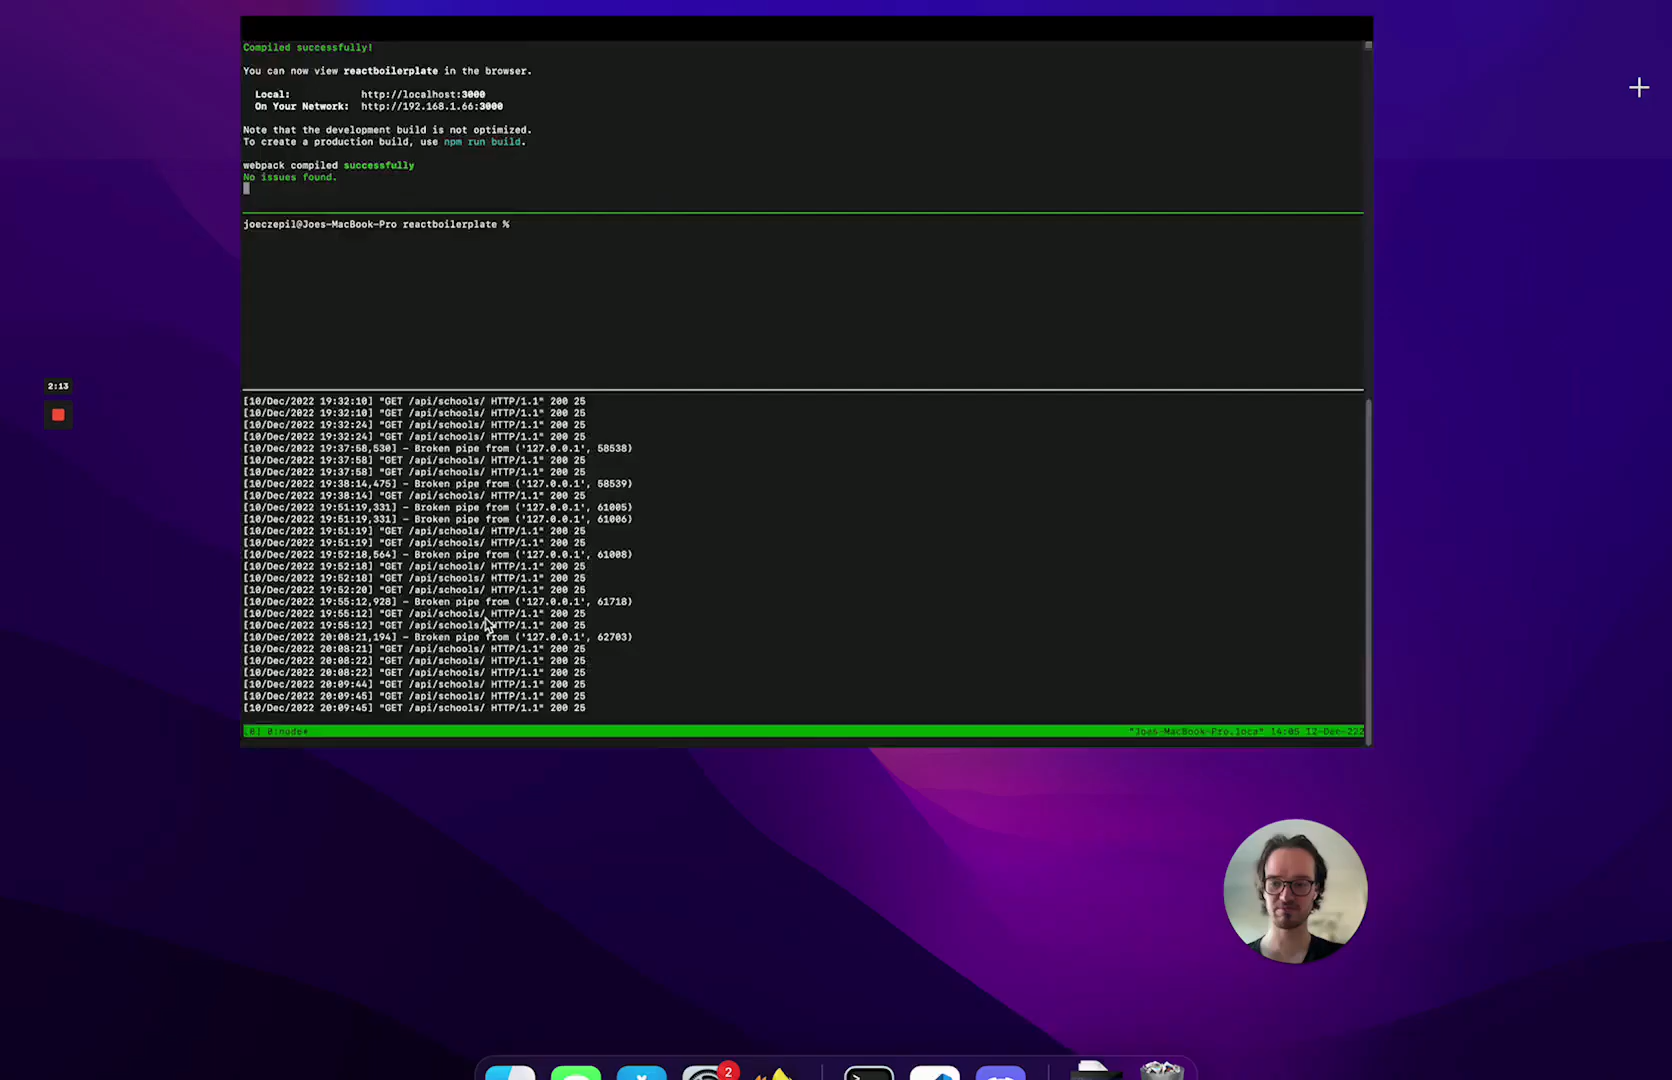 Compiled successfully!
You can now view reactboilerplate in the browser.
Local: http://localhost:3000
On Your Network: http://192.168.1.66:3000
Note that the development build is not optimized.
To create a production build, use npm run build.
webpack compiled successfully
No issues found.
joeczepil@Joes-MacBook-Pro reactboilerplate %
2:13
[10/Dec/2022 19:32:10] "GET /api/schools/ HTTP/1.1" 200 25
[10/Dec/2022 19:32:10] "GET /api/schools/ HTTP/1.1" 200 25
[10/Dec/2022 19:32:24] "GET /api/schools/ HTTP/1.1" 200 25
[10/Dec/2022 19:32:24] "GET /api/schools/ HTTP/1.1" 200 25
[10/Dec/2022 19:37:58,530] - Broken pipe from ('127.0.0.1', 58538)
[10/Dec/2022 19:37:58] "GET /api/schools/ HTTP/1.1" 200 25
[10/Dec/2022 19:37:58] "GET /api/schools/ HTTP/1.1" 200 25
[10/Dec/2022 19:38:14,475] - Broken pipe from ('127.0.0.1', 58539)
[10/Dec/2022 19:38:14] "GET /api/schools/ HTTP/1.1" 200 25
[10/Dec/2022 19:51:19,331] - Broken pipe from ('127.0.0.1', 61005)
[10/Dec/2022 19:51:19,331] - Broken pipe from ('127.0.0.1', 61006)
[10/Dec/2022 19:51:19] "GET /api/schools/ HTTP/1.1" 200 25
[10/Dec/2022 19:51:19] "GET /api/schools/ HTTP/1.1" 200 25
[10/Dec/2022 19:52:18,564] - Broken pipe from ('127.0.0.1', 61008)
[10/Dec/2022 19:52:18] "GET /api/schools/ HTTP/1.1" 200 25
[10/Dec/2022 19:52:18] "GET /api/schools/ HTTP/1.1" 200 25
[10/Dec/2022 19:52:20] "GET /api/schools/ HTTP/1.1" 200 25
[10/Dec/2022 19:55:12,928] - Broken pipe from ('127.0.0.1', 61718)
[10/Dec/2022 19:55:12] "GET /api/schools/ HTTP/1.1" 200 25
[10/Dec/2022 19:55:12] "GET /api/schools/ HTTP/1.1" 200 25
[10/Dec/2022 20:08:21,194] - Broken pipe from ('127.0.0.1', 62703)
[10/Dec/2022 20:08:21] "GET /api/schools/ HTTP/1.1" 200 25
[10/Dec/2022 20:08:22] "GET /api/schools/ HTTP/1.1" 200 25
[10/Dec/2022 20:08:22] "GET /api/schools/ HTTP/1.1" 200 25
[10/Dec/2022 20:09:44] "GET /api/schools/ HTTP/1.1" 200 25
[10/Dec/2022 20:09:45] "GET /api/schools/ HTTP/1.1" 200 25
[10/Dec/2022 20:09:45] "GET /api/schools/ HTTP/1.1" 200 25
[0] 0:node* "Joes-MacBook-Pro.loca" 14:05 12-Dec-222
2